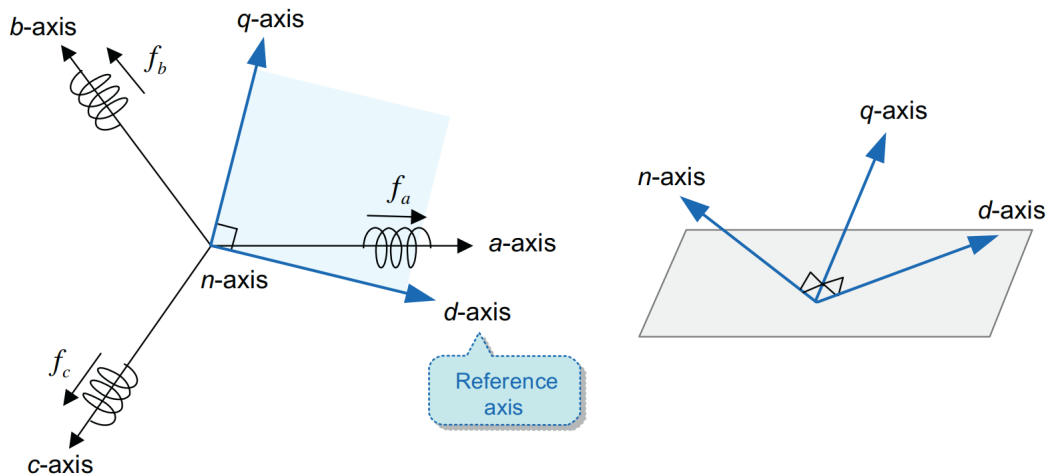 b-axis
q-axis
f_b
f_a
a-axis
n-axis
d-axis
Reference
axis
f_c
c-axis
q-axis
n-axis
d-axis